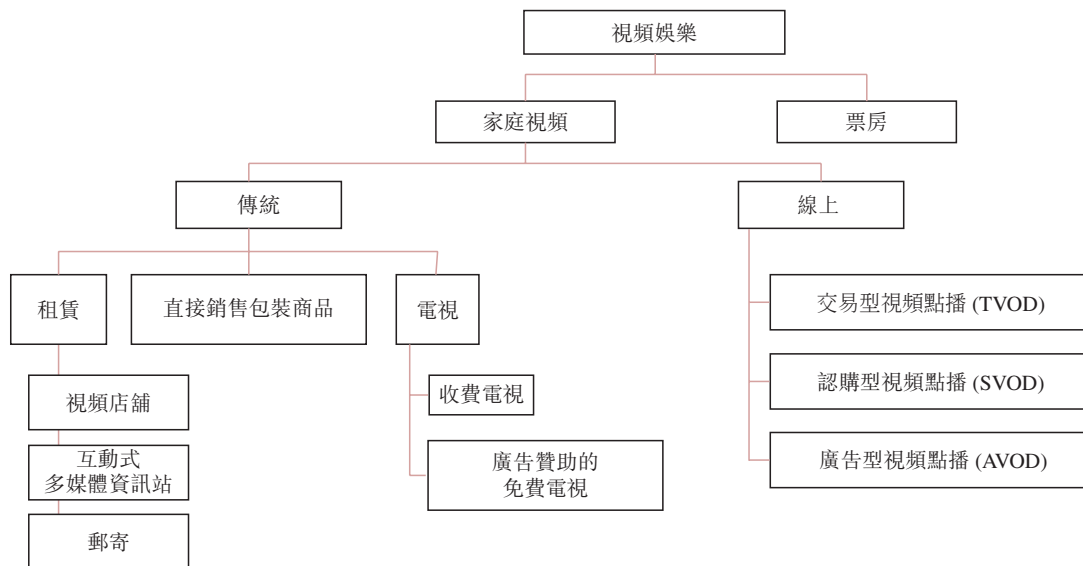 視頻娛樂
家庭視頻
票房
傳統
線上
租賃
直接銷售包裝商品
電視
交易型視頻點播 (TVOD)
認購型視頻點播 (SVOD)
廣告型視頻點播 (AVOD)
視頻店舖
互動式
多媒體資訊站
郵寄
收費電視
廣告贊助的
免費電視